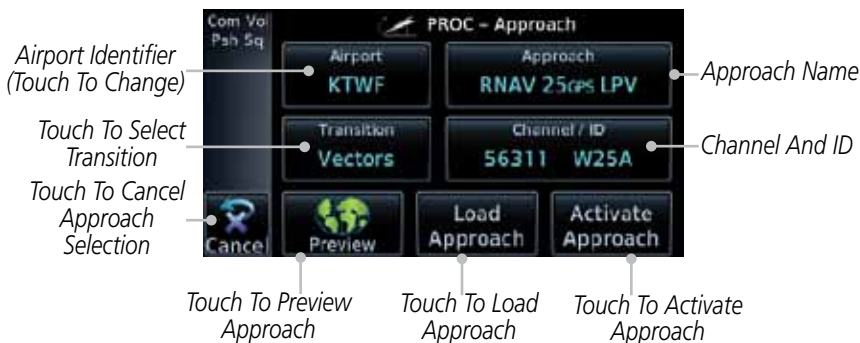 Com Vol
Psh Sq
PROC – Approach
Airport Identifier
(Touch To Change)
Airport
KTWF
Approach
RNAV 25GPS LPV
Approach Name
Touch To Select
Transition
Transition
Vectors
Channel / ID
56311 W25A
Channel And ID
Touch To Cancel
Approach
Selection
Cancel
Preview
Load
Approach
Activate
Approach
Touch To Preview
Approach
Touch To Load
Approach
Touch To Activate
Approach